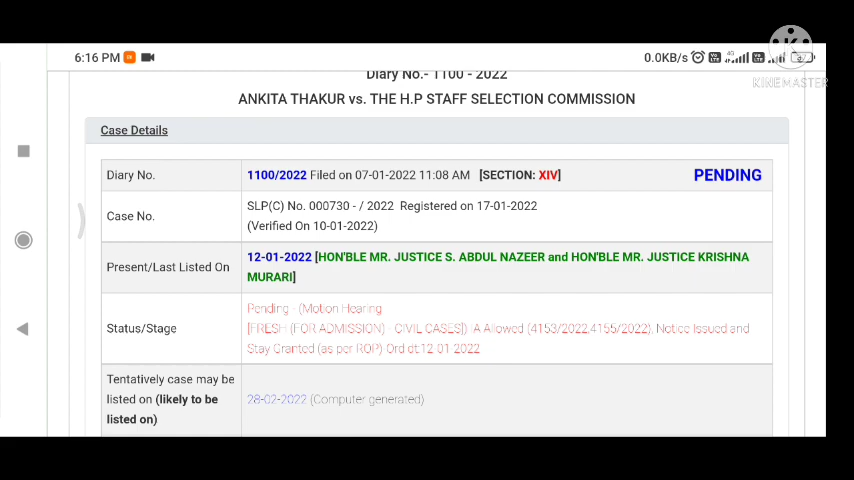 6:16 PM
0.0KB/s
KINEMASTER
Diary No.- 1100 - 2022
ANKITA THAKUR vs. THE H.P STAFF SELECTION COMMISSION
Case Details
Diary No.
1100/2022 Filed on 07-01-2022 11:08 AM [SECTION: XIV]
PENDING
Case No.
SLP(C) No. 000730 - / 2022 Registered on 17-01-2022
(Verified On 10-01-2022)
Present/Last Listed On
12-01-2022 [HON'BLE MR. JUSTICE S. ABDUL NAZEER and HON'BLE MR. JUSTICE KRISHNA
MURARI]
Status/Stage
Pending - (Motion Hearing
[FRESH (FOR ADMISSION) - CIVIL CASES]) IA Allowed (4153/2022,4155/2022), Notice Issued and
Stay Granted (as per ROP) Ord dt:12-01-2022
Tentatively case may be
listed on (likely to be
listed on)
28-02-2022 (Computer generated)